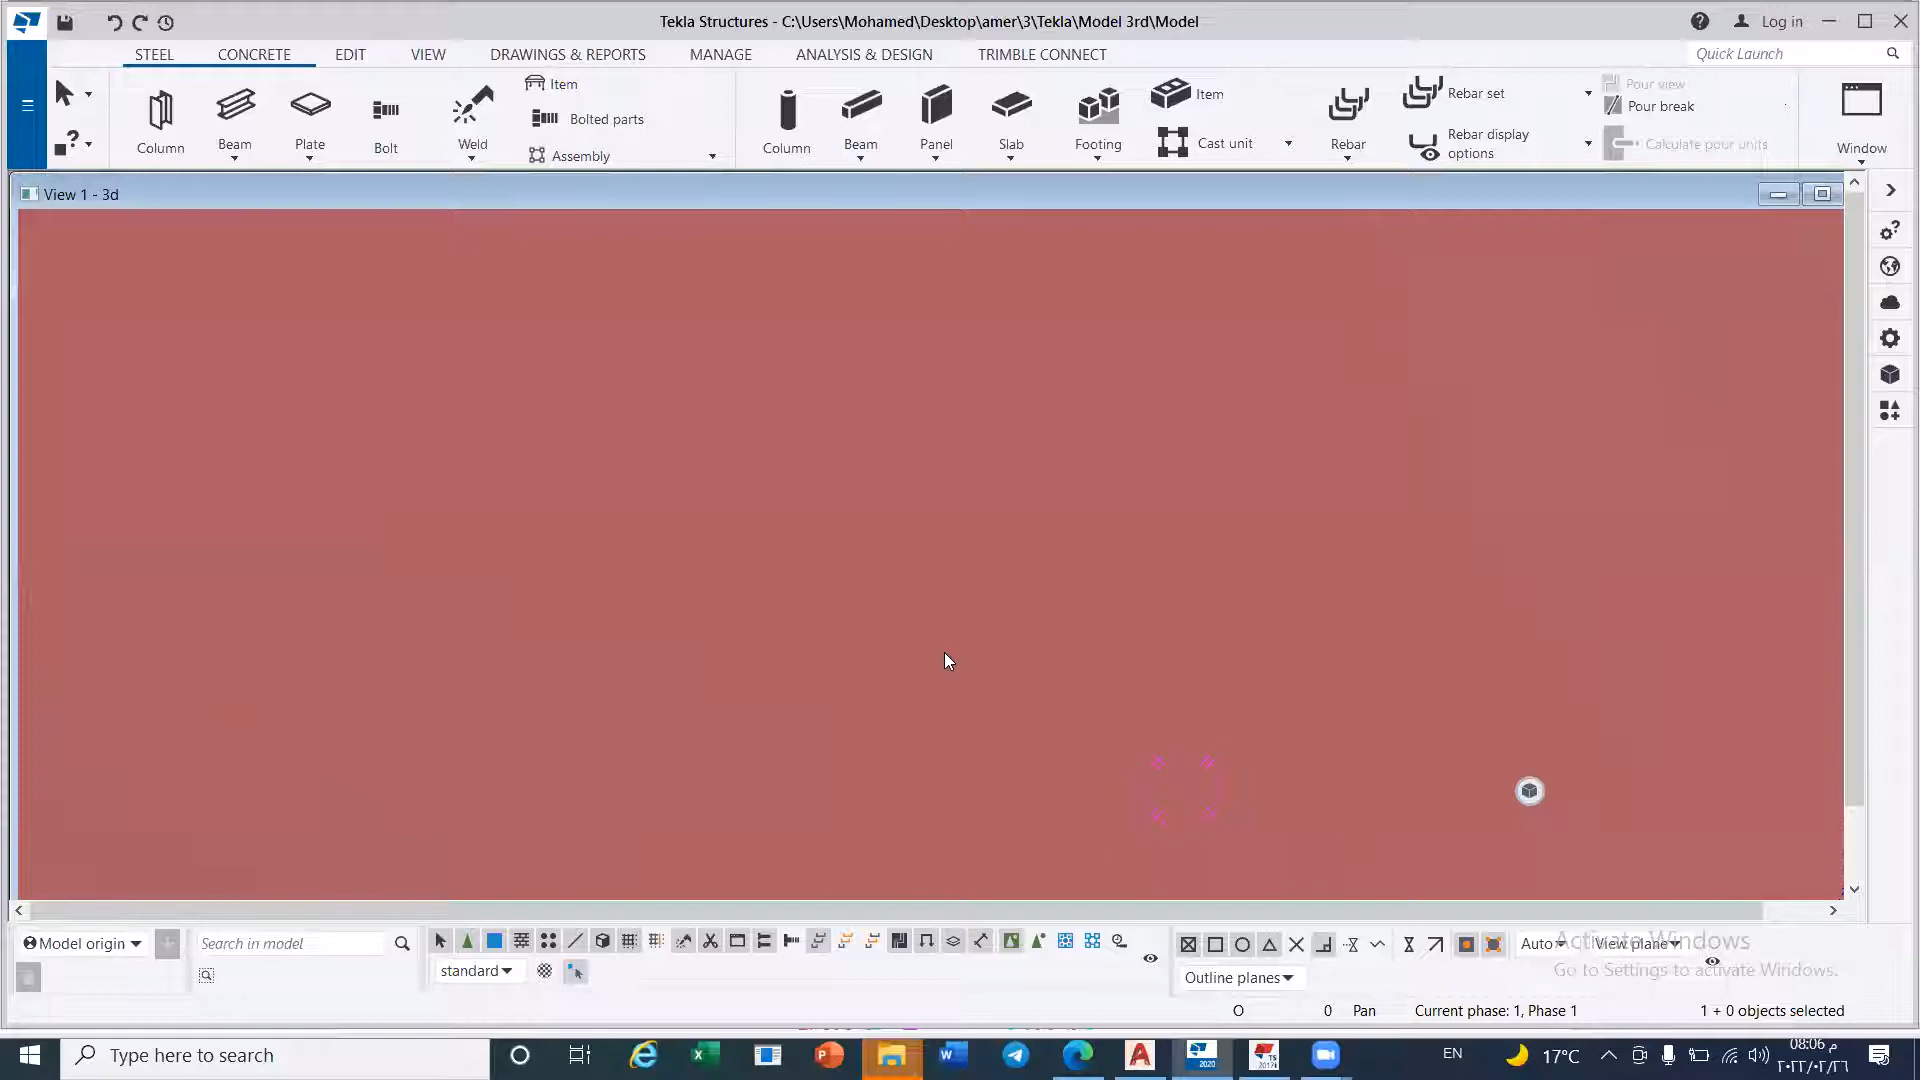 Tekla Structures - C:\Users\Mohamed\Desktop\amer\3\Tekla\Model 3rd\Model
Log in
STEEL CONCRETE EDIT VIEW DRAWINGS & REPORTS MANAGE ANALYSIS & DESIGN TRIMBLE CONNECT
Quick Launch
Column
Beam
Plate
Bolt
Weld
Item
Bolted parts
Assembly
Column
Beam
Panel
Slab
Footing
Item
Cast unit
Rebar
Rebar set
Rebar display
options
Pour view
Pour break
Calculate pour units
Window
View 1 - 3d
Model origin
Search in model
standard
Auto
View plane
Outline planes
Activate Windows
Go to Settings to activate Windows.
O 0 Pan Current phase: 1, Phase 1 1 + 0 objects selected
Type here to search
2020
TS
EN
17°C
08:06 م